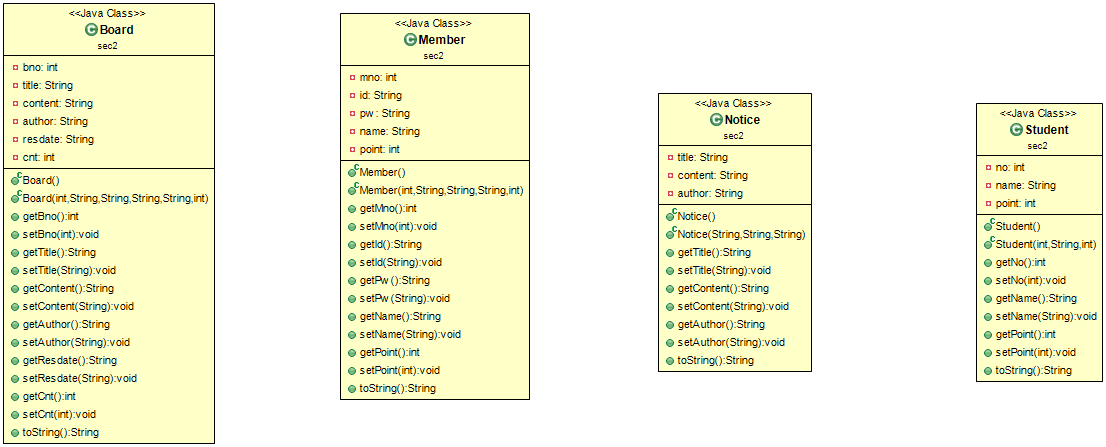 <<Java Class>>
Board
sec2
bno: int
title: String
content: String
author: String
resdate: String
cnt: int
Board()
Board(int,String,String,String,String,int)
getBno():int
setBno(int):void
getTitle():String
setTitle(String):void
getContent():String
setContent(String):void
getAuthor():String
setAuthor(String):void
getResdate():String
setResdate(String):void
getCnt():int
setCnt(int):void
toString():String
<<Java Class>>
Member
sec2
mno: int
id: String
pw: String
name: String
point: int
Member()
Member(int,String,String,String,int)
getMno():int
setMno(int):void
getId():String
setId(String):void
getPw():String
setPw(String):void
getName():String
setName(String):void
getPoint():int
setPoint(int):void
toString():String
<<Java Class>>
Notice
sec2
title: String
content: String
author: String
Notice()
Notice(String,String,String)
getTitle():String
setTitle(String):void
getContent():String
setContent(String):void
getAuthor():String
setAuthor(String):void
toString():String
<<Java Class>>
Student
sec2
no: int
name: String
point: int
Student()
Student(int,String,int)
getNo():int
setNo(int):void
getName():String
setName(String):void
getPoint():int
setPoint(int):void
toString():String